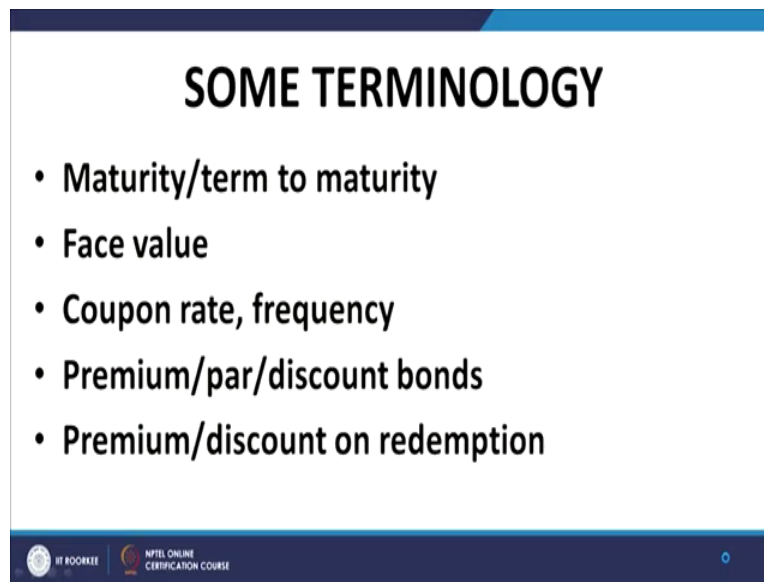 SOME TERMINOLOGY
• Maturity/term to maturity
• Face value
• Coupon rate, frequency
• Premium/par/discount bonds
• Premium/discount on redemption
IIT ROORKEE
NPTEL ONLINE
CERTIFICATION COURSE